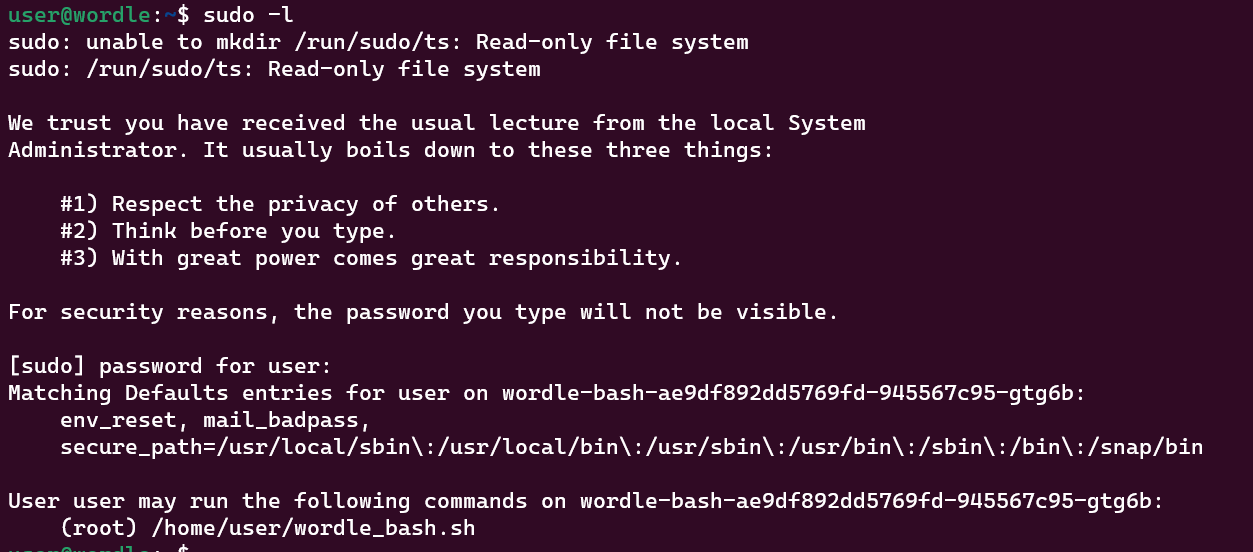 user@wordle:~$ sudo -l
sudo: unable to mkdir /run/sudo/ts: Read-only file system
sudo: /run/sudo/ts: Read-only file system
We trust you have received the usual lecture from the local System
Administrator. It usually boils down to these three things:
#1) Respect the privacy of others.
#2) Think before you type.
#3) With great power comes great responsibility.
For security reasons, the password you type will not be visible.
[sudo] password for user:
Matching Defaults entries for user on wordle-bash-ae9df892dd5769fd-945567c95-gtg6b:
env_reset, mail_badpass,
secure_path=/usr/local/sbin\:/usr/local/bin\:/usr/sbin\:/usr/bin\:/sbin\:/bin\:/snap/bin
User user may run the following commands on wordle-bash-ae9df892dd5769fd-945567c95-gtg6b:
(root) /home/user/wordle_bash.sh
user@wordle:~$